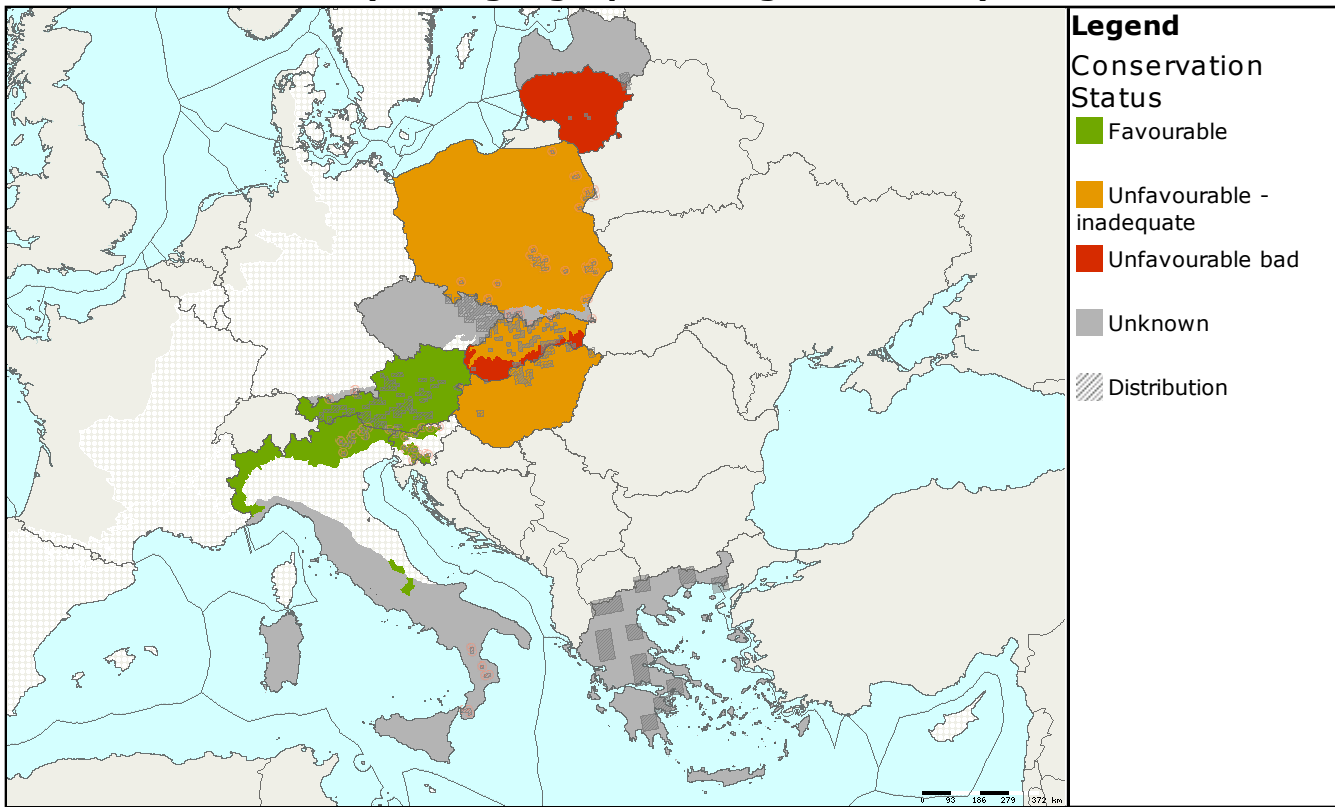 Legend
Conservation
Status
Favourable
Unfavourable -
inadequate
Unfavourable bad
Unknown
Distribution
0 93 186 279 372 km